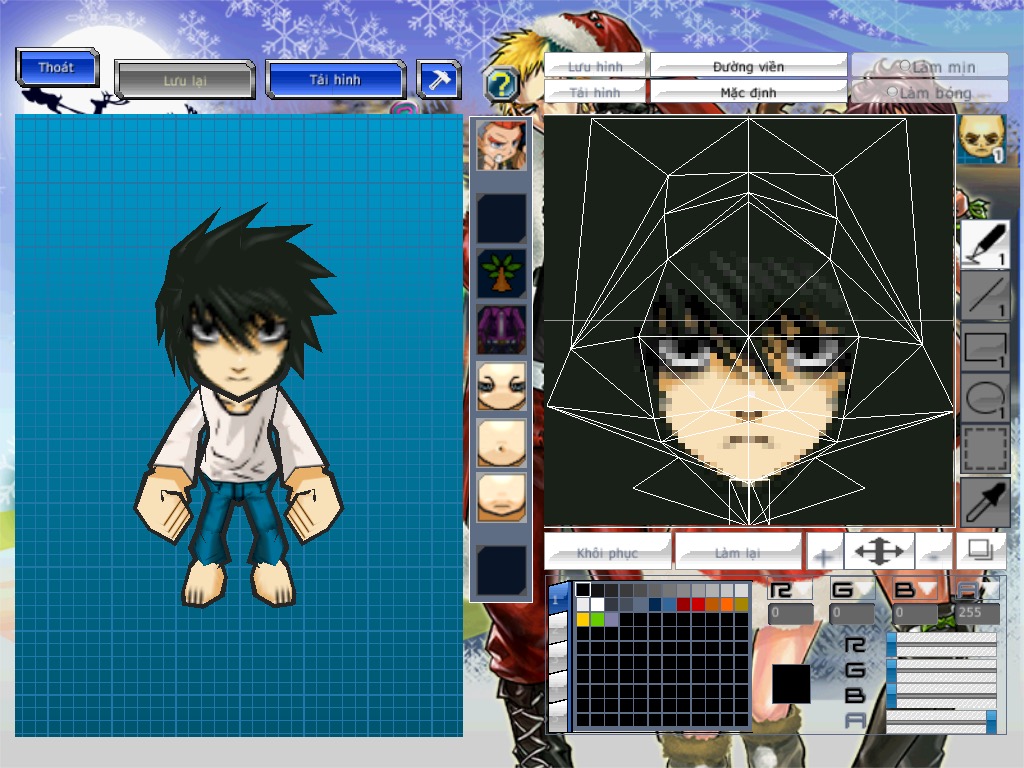 Thoát
Lưu lại
Tải hình
?
Lưu hình
Đường viền
Làm mịn
Tải hình
Mặc định
Làm bóng
1
1
1
1
1
Khôi phục
Làm lại
+
-
1
R G B A
0 0 0 255
R
G
B
A